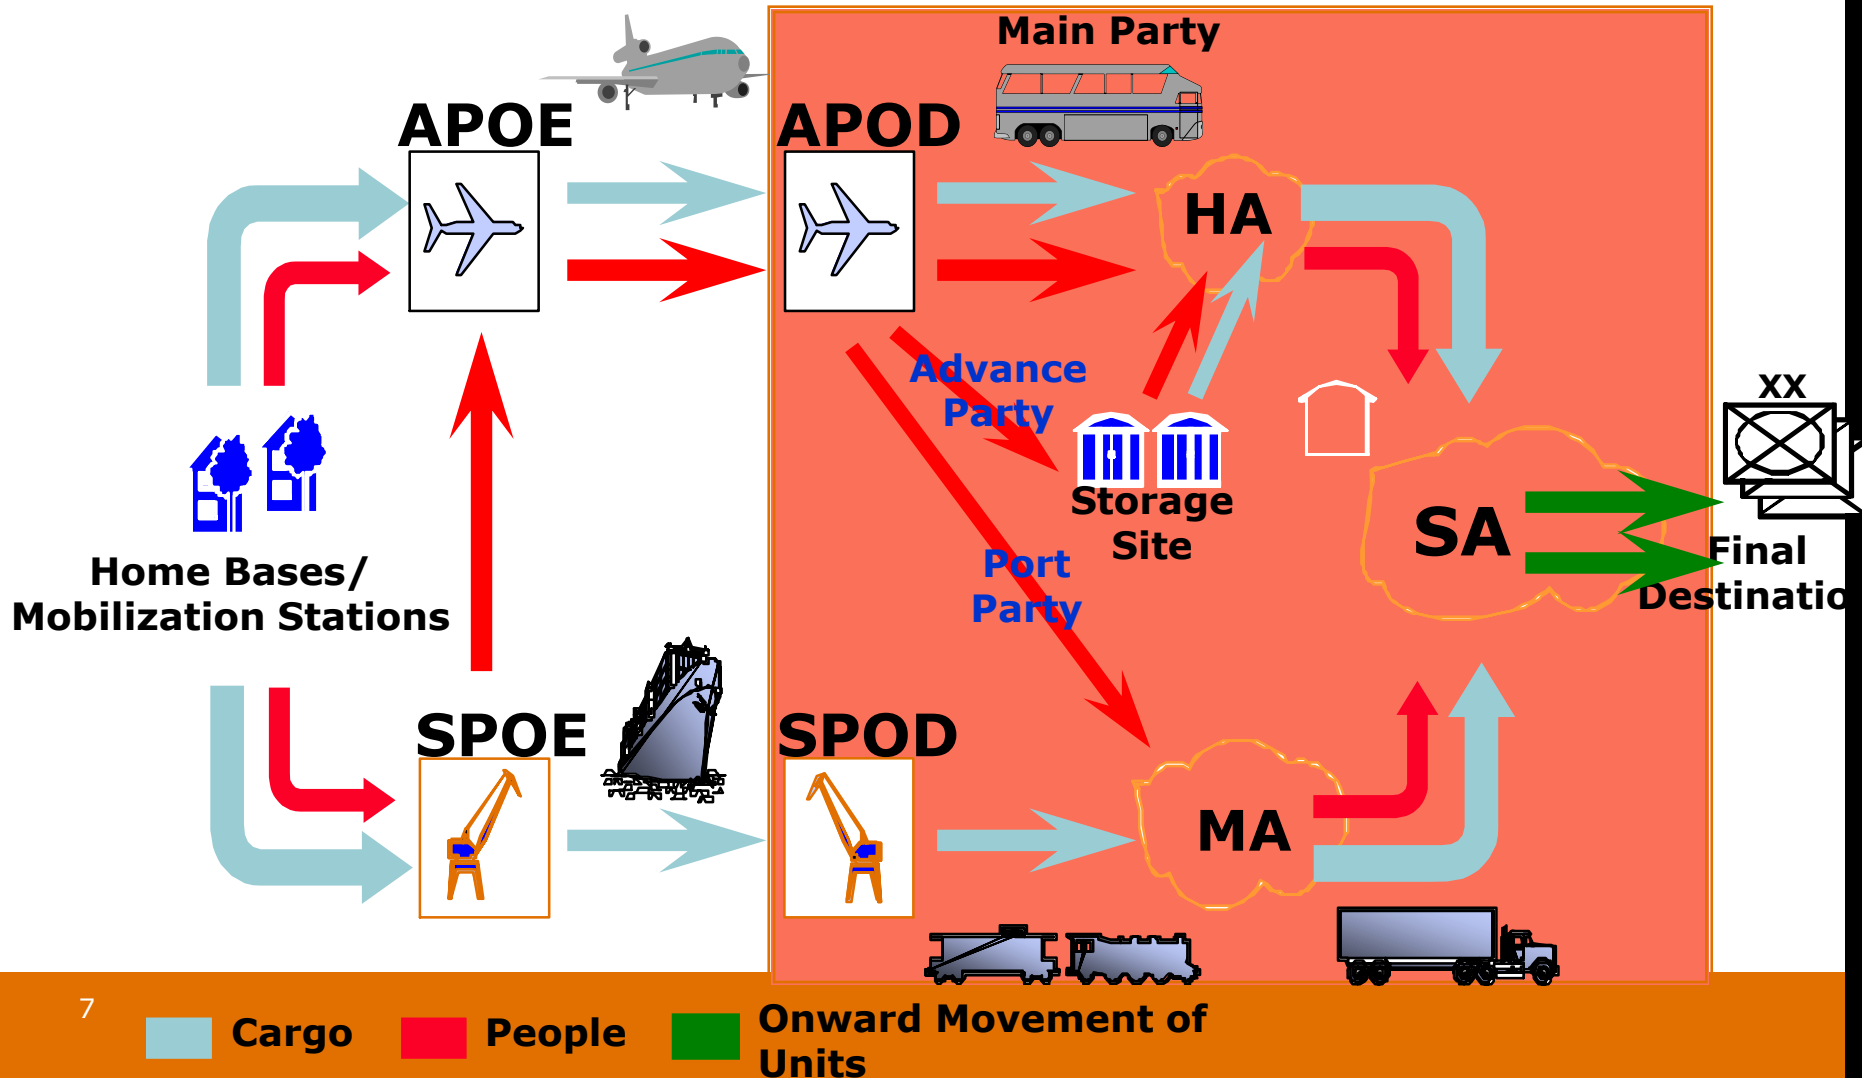 Main Party
APOE
APOD
HA
Advance
Party
XX
Storage
Site
SA
Port
Party
Final
Destinatio
Home Bases/
Mobilization Stations
SPOE
SPOD
MA
7
Cargo
People
Onward Movement of
Units